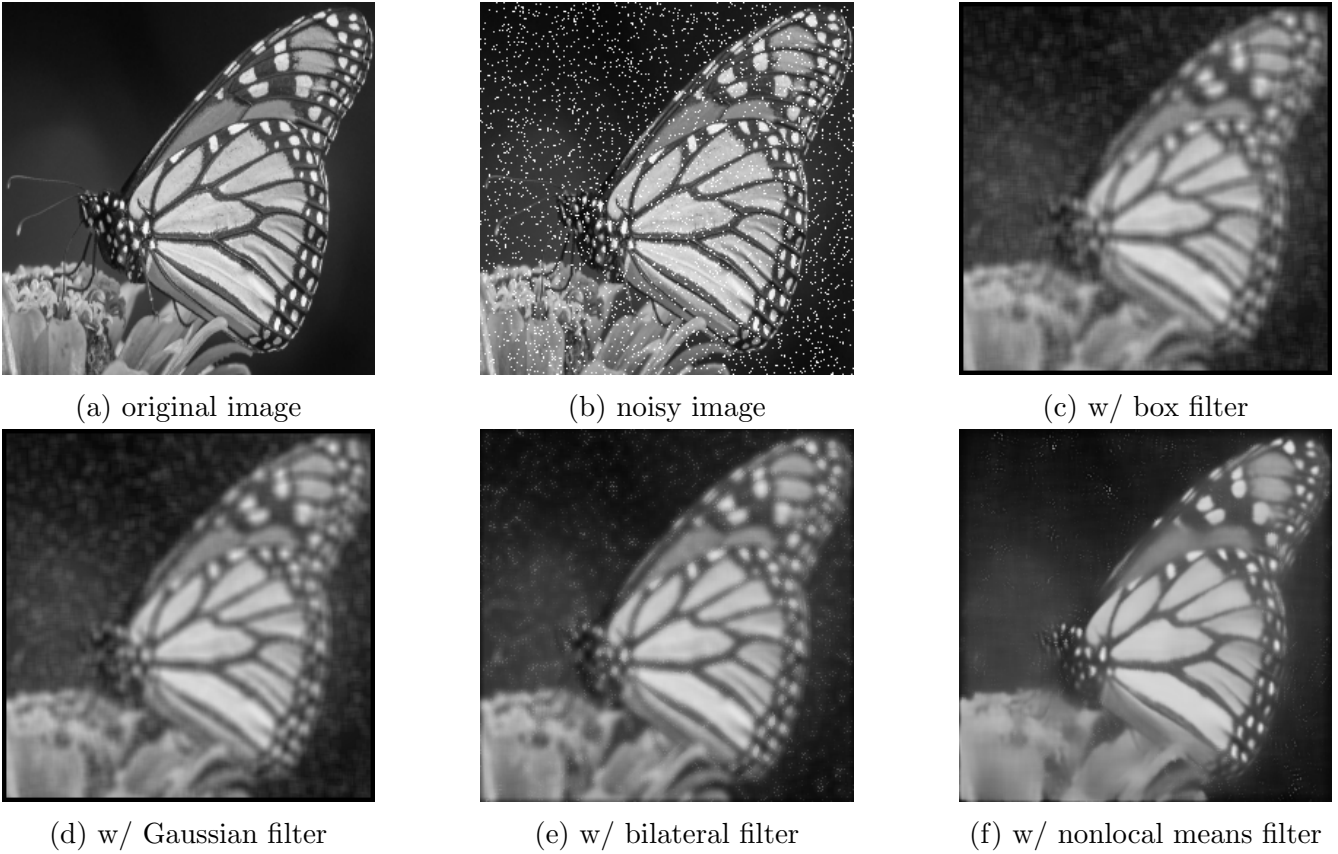 (a) original image
(b) noisy image
(c) w/ box filter
(d) w/ Gaussian filter
(e) w/ bilateral filter
(f) w/ nonlocal means filter